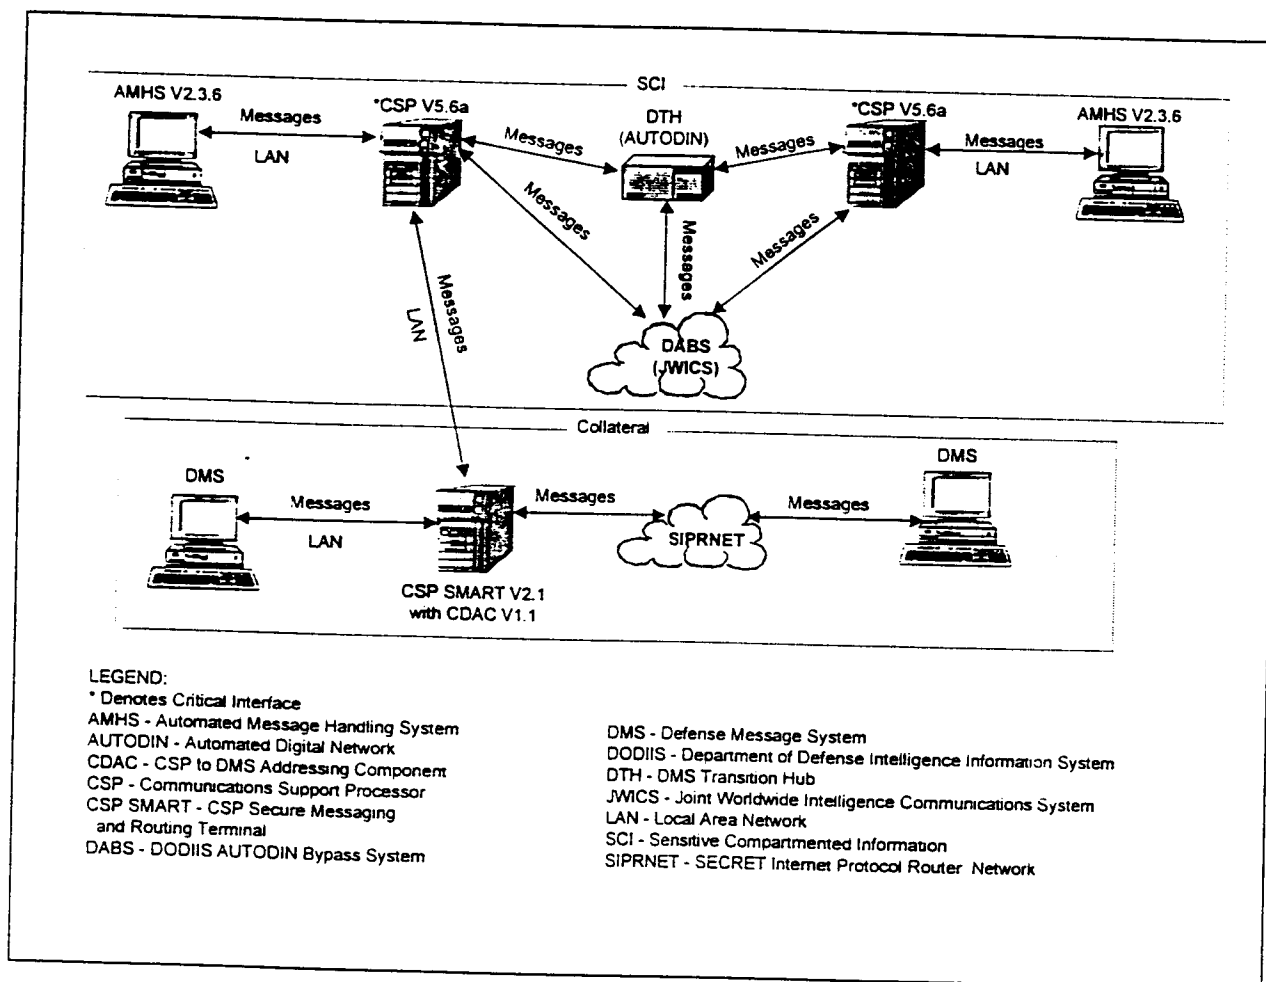 SCI
AMHS V2.3.6
Messages
LAN
*CSP V5.6a
Messages
DTH
(AUTODIN)
Messages
*CSP V5.6a
Messages
LAN
AMHS V2.3.6
Messages
Messages
Messages
DABS
(JWICS)
Messages
LAN
Collateral
DMS
Messages
LAN
CSP SMART V2.1
with CDAC V1.1
Messages
SIPRNET
Messages
DMS
LEGEND:
* Denotes Critical Interface
AMHS - Automated Message Handling System
AUTODIN - Automated Digital Network
CDAC - CSP to DMS Addressing Component
CSP - Communications Support Processor
CSP SMART - CSP Secure Messaging
and Routing Terminal
DABS - DODIIS AUTODIN Bypass System
DMS - Defense Message System
DODIIS - Department of Defense Intelligence Information System
DTH - DMS Transition Hub
JWICS - Joint Worldwide Intelligence Communications System
LAN - Local Area Network
SCI - Sensitive Compartmented Information
SIPRNET - SECRET Internet Protocol Router Network